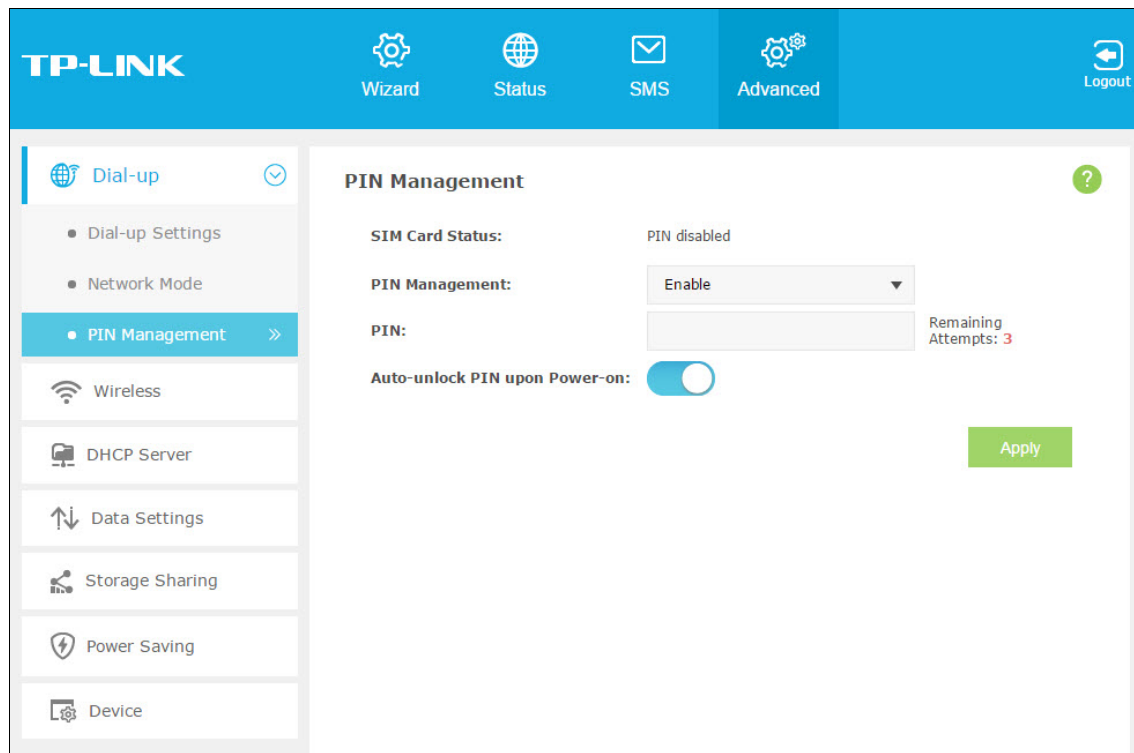 TP-LINK
Wizard
Status
SMS
Advanced
Logout
Dial-up
Dial-up Settings
Network Mode
PIN Management
Wireless
DHCP Server
Data Settings
Storage Sharing
Power Saving
Device
PIN Management
?
SIM Card Status: PIN disabled
PIN Management: Enable
PIN:
Remaining
Attempts: 3
Auto-unlock PIN upon Power-on:
Apply